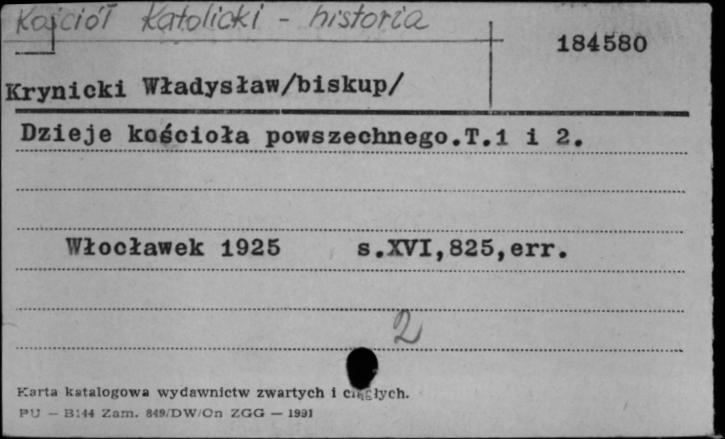 Kościół Katolicki - historia
184580
Krynicki Władysław/biskup/
Dzieje kościoła powszechnego.T.1 i 2.
Włocławek 1925 s.XVI,825,err.
2
Karta katalogowa wydawnictw zwartych i ciągłych.
PU — B144 Zam. 849/DW/On ZGG — 1991